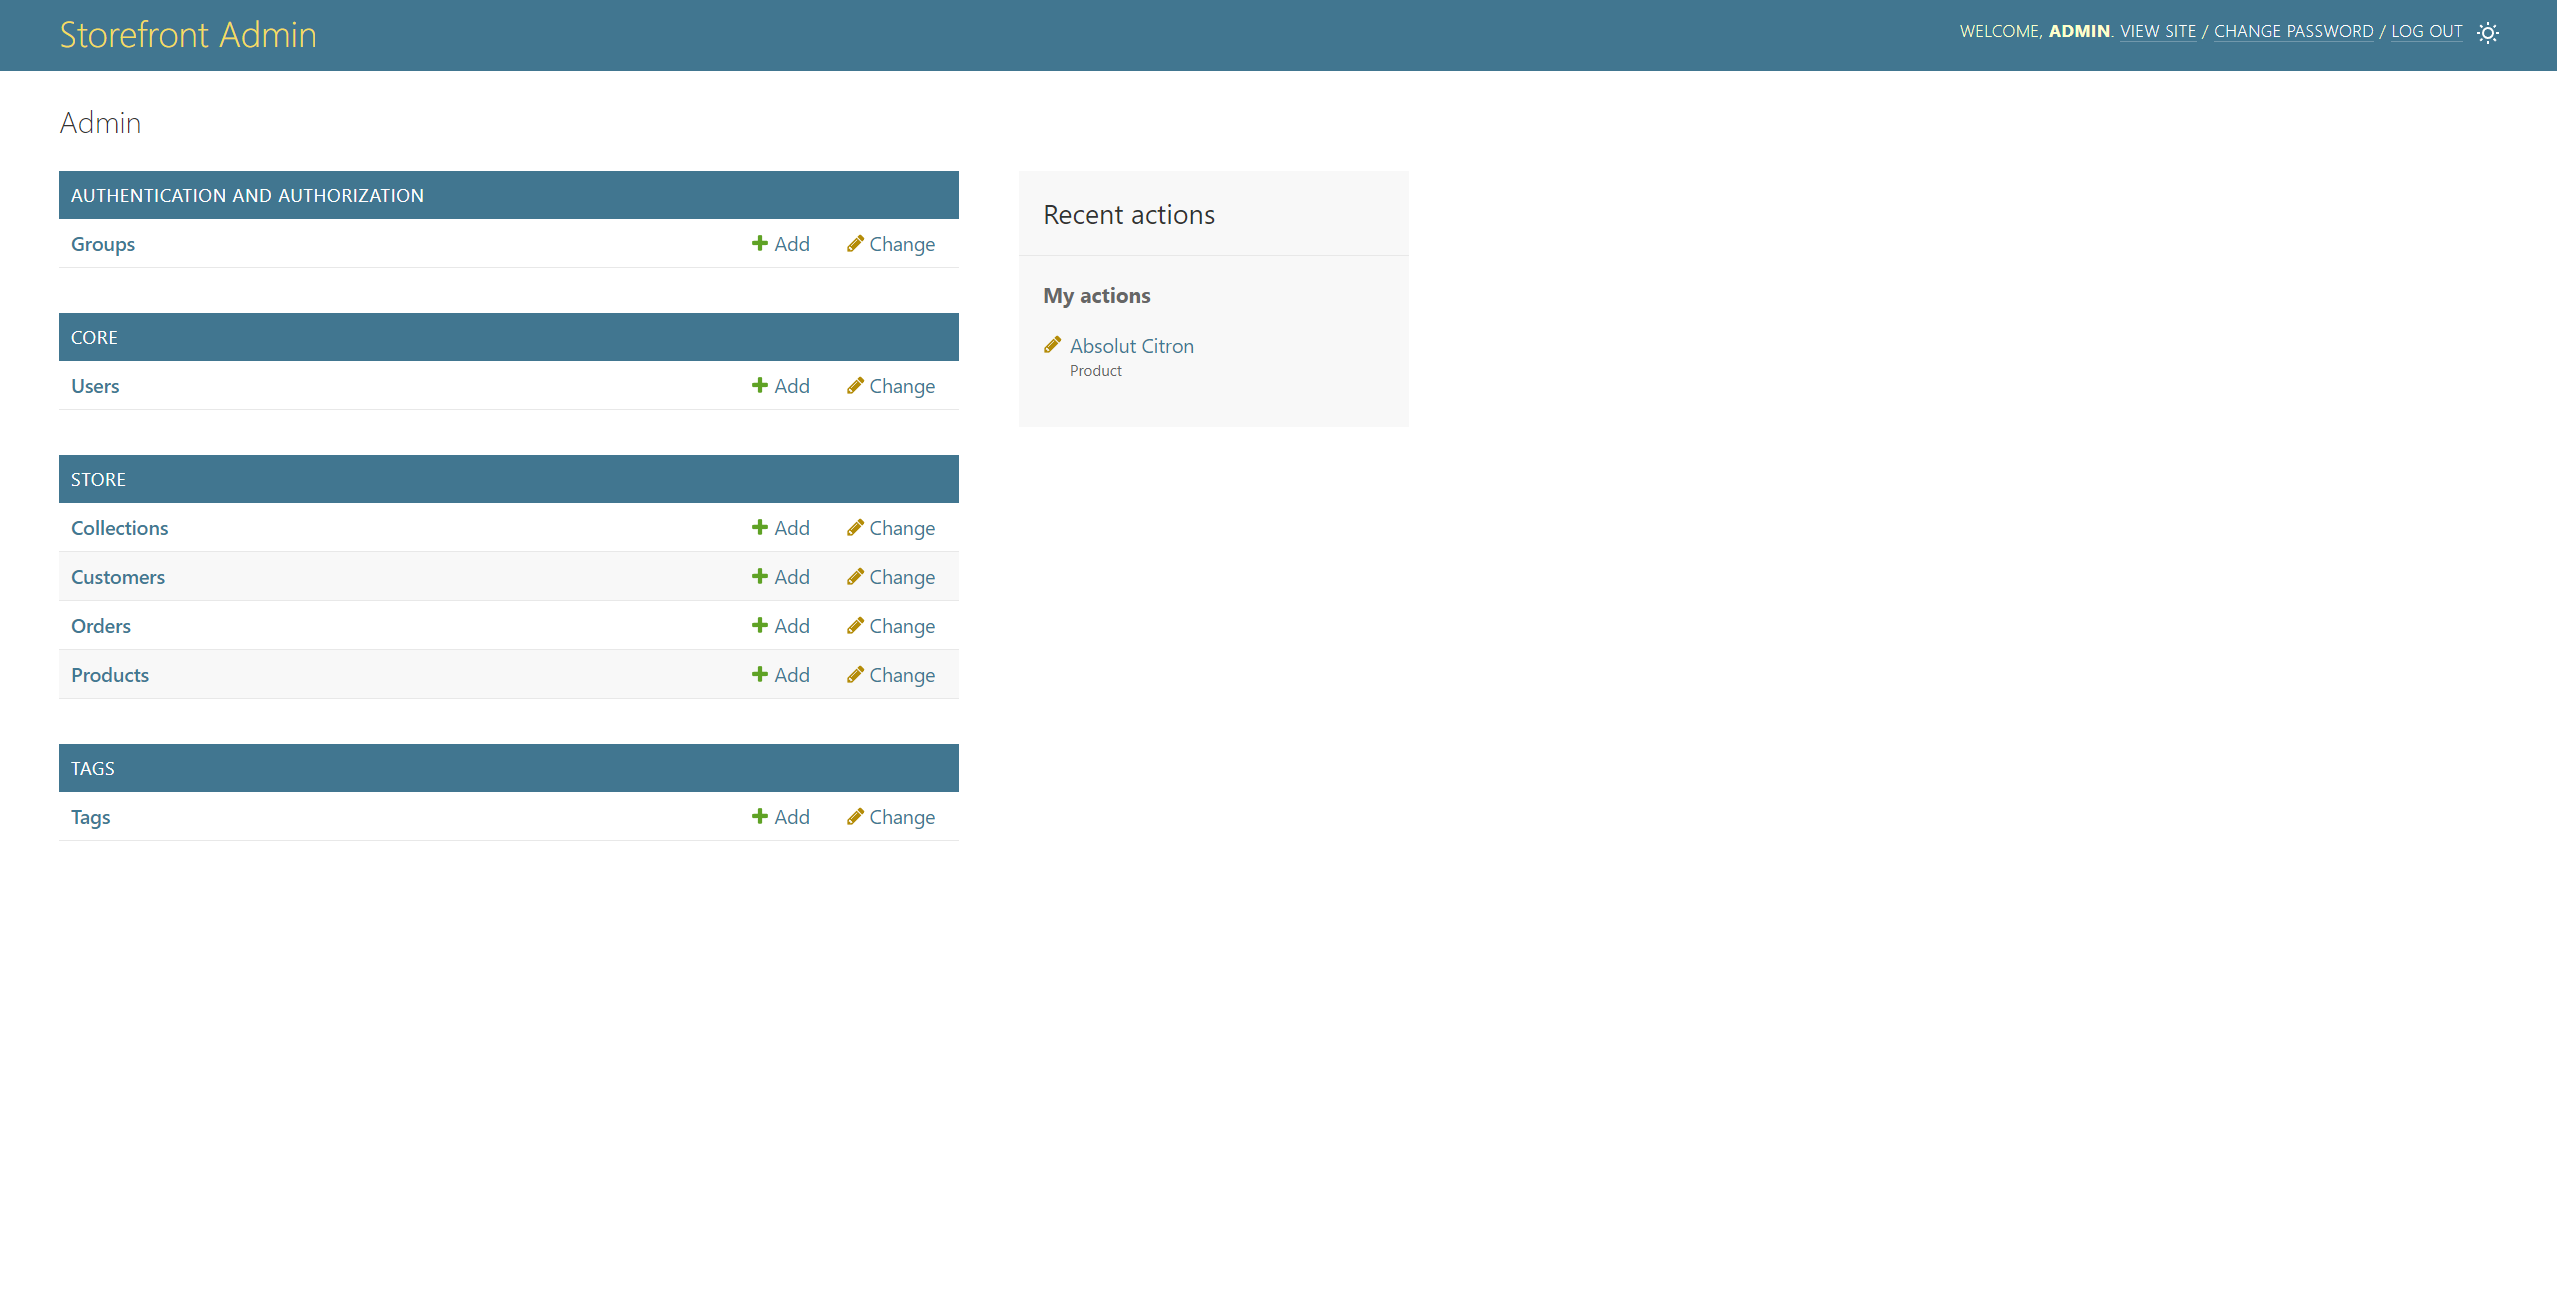 Storefront Admin
WELCOME, ADMIN. VIEW SITE / CHANGE PASSWORD / LOG OUT
Admin
AUTHENTICATION AND AUTHORIZATION
Groups Add Change
CORE
Users Add Change
STORE
Collections Add Change
Customers Add Change
Orders Add Change
Products Add Change
TAGS
Tags Add Change
Recent actions
My actions
Absolut Citron
Product